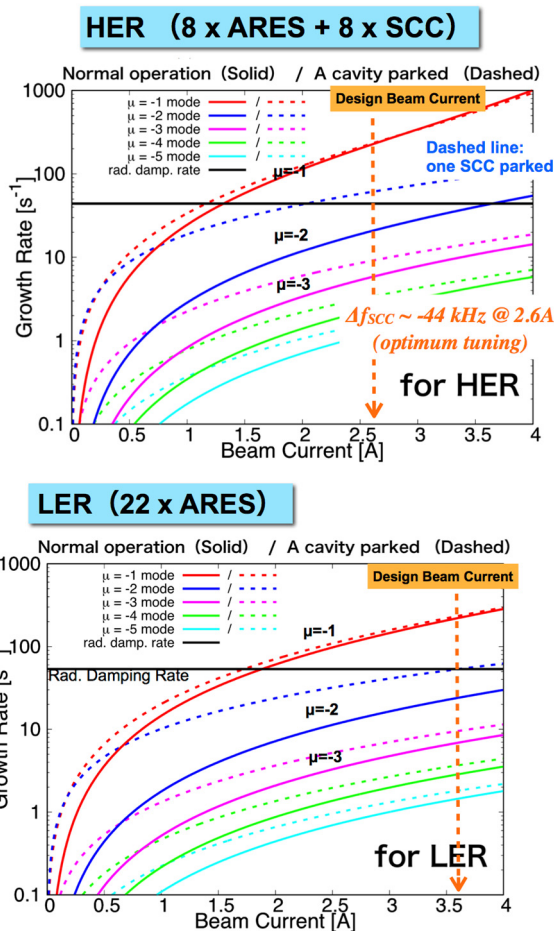 HER （8 x ARES + 8 x SCC）
Normal operation (Solid) / A cavity parked (Dashed)
1000
100
10
1
0.1
Growth Rate [s⁻¹]
μ = -1 mode /
μ = -2 mode /
μ = -3 mode /
μ = -4 mode /
μ = -5 mode /
rad. damp. rate
Design Beam Current
Dashed line:
one SCC parked
μ=-1
μ=-2
μ=-3
Δf_SCC ~ -44 kHz @ 2.6A
(optimum tuning)
for HER
0 0.5 1 1.5 2 2.5 3 3.5 4
Beam Current [A]
LER （22 x ARES）
Normal operation （Solid） / A cavity parked （Dashed）
1000
100
10
1
0.1
Growth Rate [s
μ = -1 mode /
μ = -2 mode /
μ = -3 mode /
μ = -4 mode /
μ = -5 mode /
rad. damp. rate
Design Beam Current
Rad. Damping Rate
μ=-1
μ=-2
μ=-3
for LER
0 0.5 1 1.5 2 2.5 3 3.5 4
Beam Current [A]